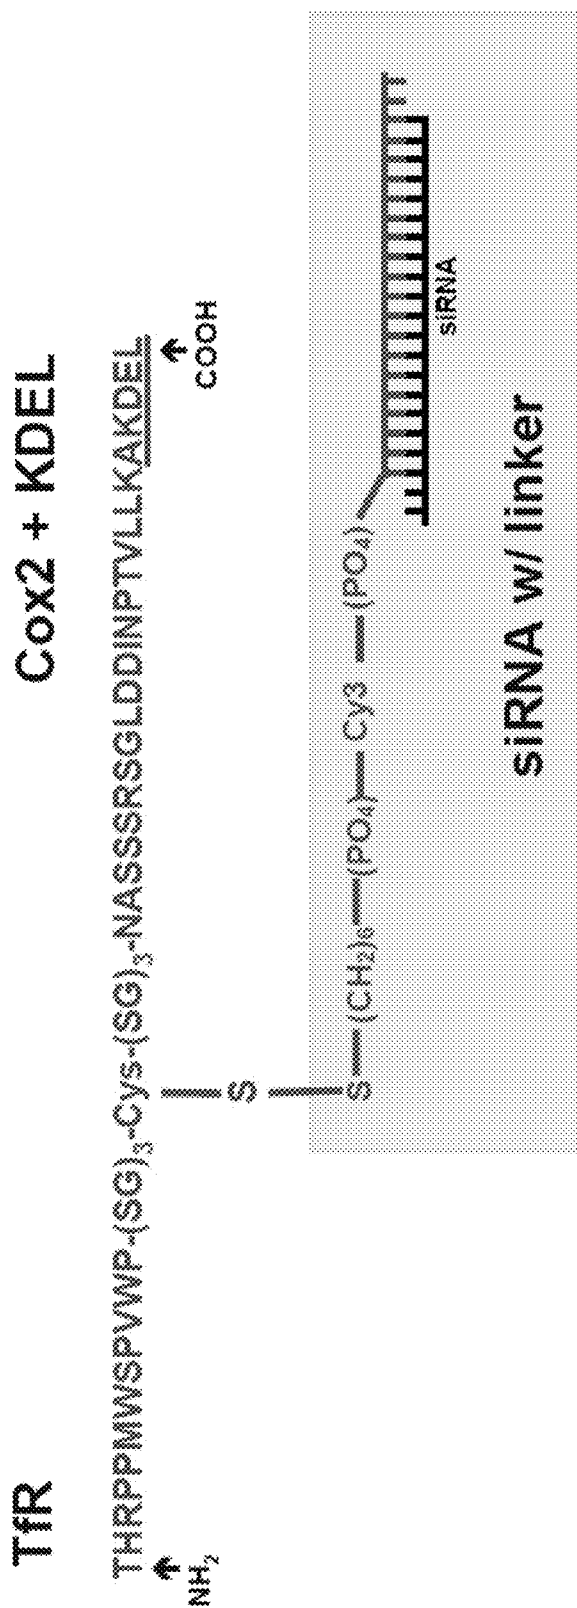 TfR Cox2 + KDEL
THRPPMWSPVWP-(SG)₃-Cys-(SG)₃-NASSSRSGLDDINPTVLLKAKDEL
NH₂ COOH
S
S—(CH₂)₆—(PO₄)—Cy3 —(PO₄)
siRNA
siRNA w/ linker